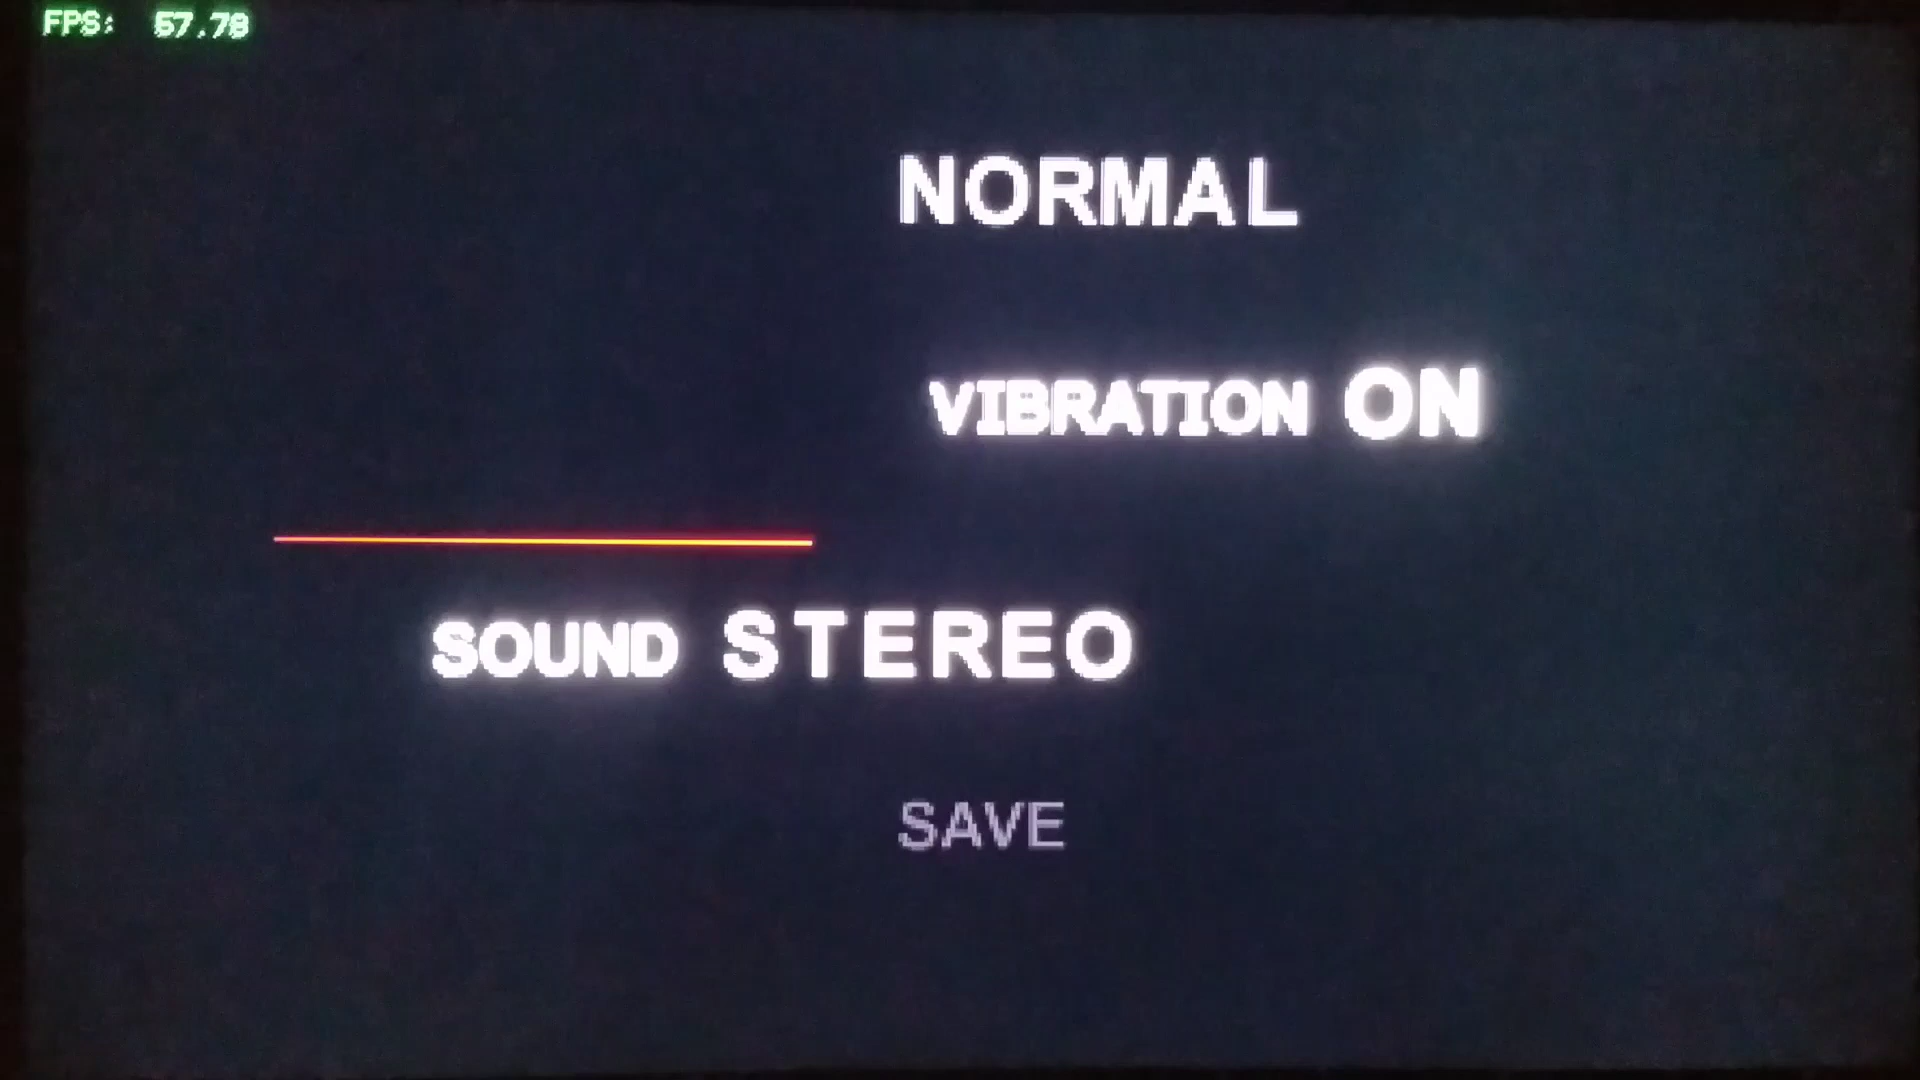 FPS: 57.78
NORMAL
VIBRATION ON
SOUND STEREO
SAVE